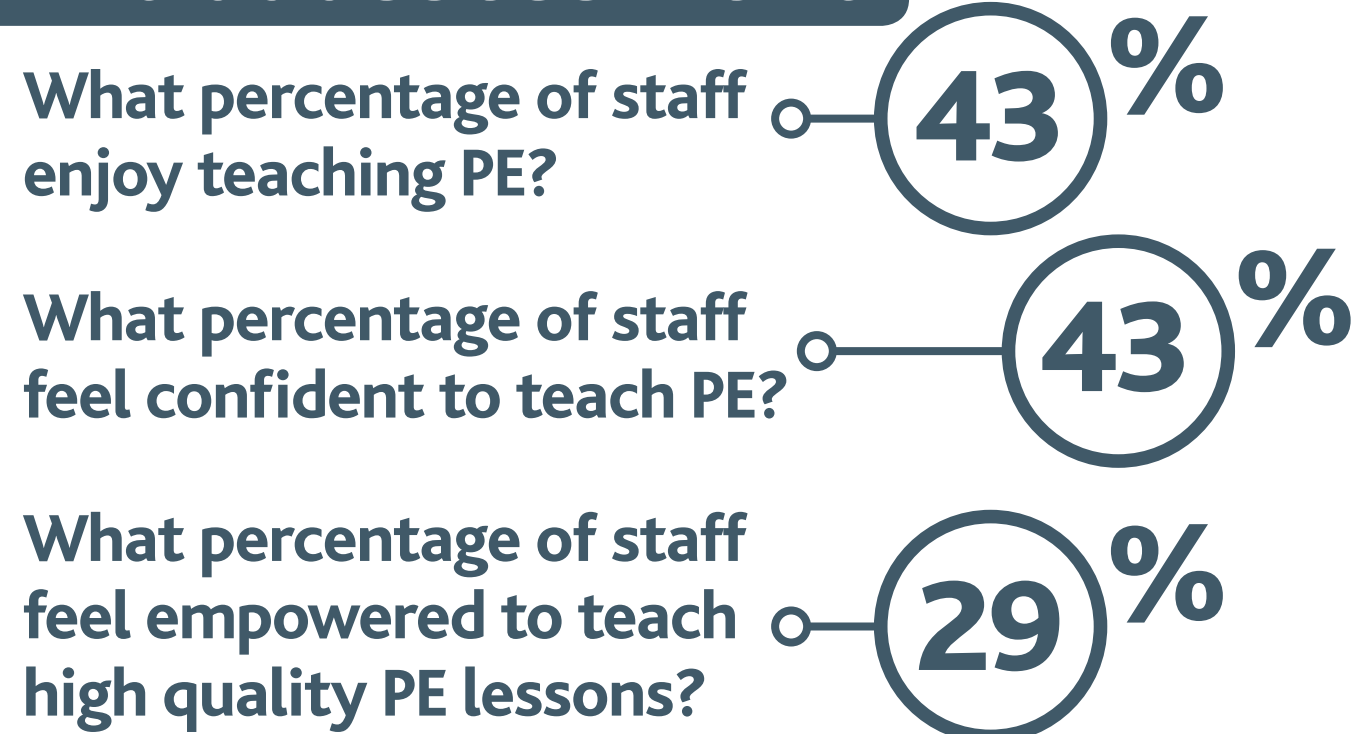 What percentage of staff
enjoy teaching PE?
43%
What percentage of staff
feel confident to teach PE?
43%
What percentage of staff
feel empowered to teach
high quality PE lessons?
29%